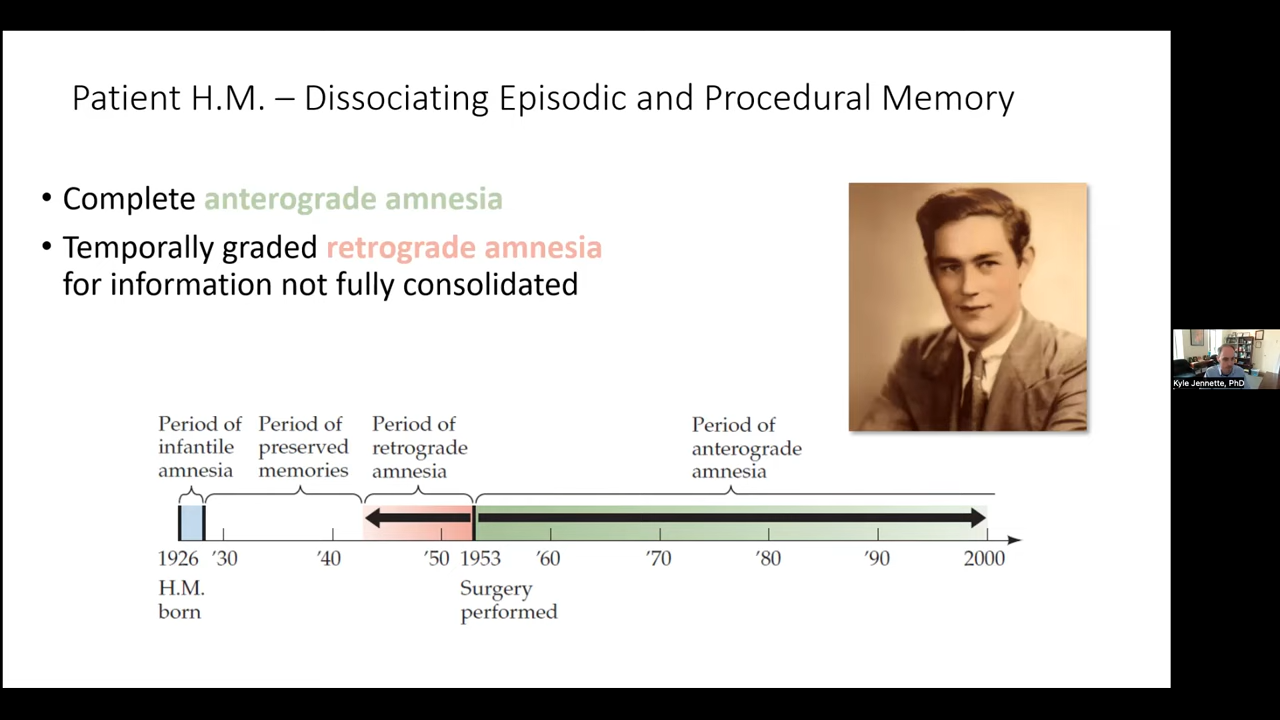 Patient H.M. – Dissociating Episodic and Procedural Memory
• Complete anterograde amnesia
• Temporally graded retrograde amnesia
for information not fully consolidated
Period of
infantile
amnesia
Period of
preserved
memories
Period of
retrograde
amnesia
Period of
anterograde
amnesia
1926 '30 '40 '50 1953 '60 '70 '80 '90 2000
H.M.
born
Surgery
performed
Kyle Jennette, PhD